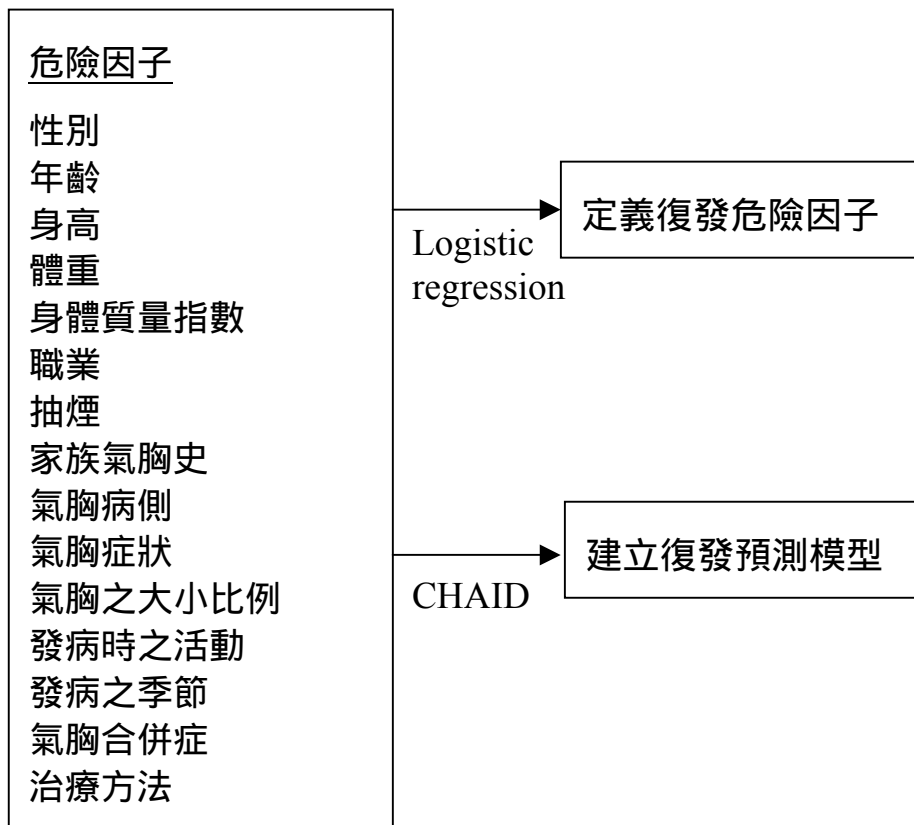 危險因子
性別
年齡
身高
體重
身體質量指數
職業
抽煙
家族氣胸史
氣胸病側
氣胸症狀
氣胸之大小比例
發病時之活動
發病之季節
氣胸合併症
治療方法
Logistic
regression
定義復發危險因子
CHAID
建立復發預測模型